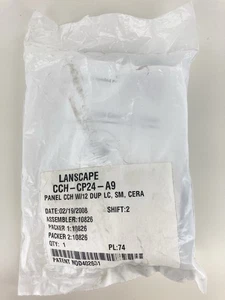 LANSCAPE
CCH-CP24-A9
PANEL CCH W/12 DUP LC, SM, CERA
DATE: 02/19/2008 SHIFT: 2
ASSEMBLER: 10826
PACKER 1: 10826
PACKER 2: 10826
QTY: 1 PL: 74
PATENT